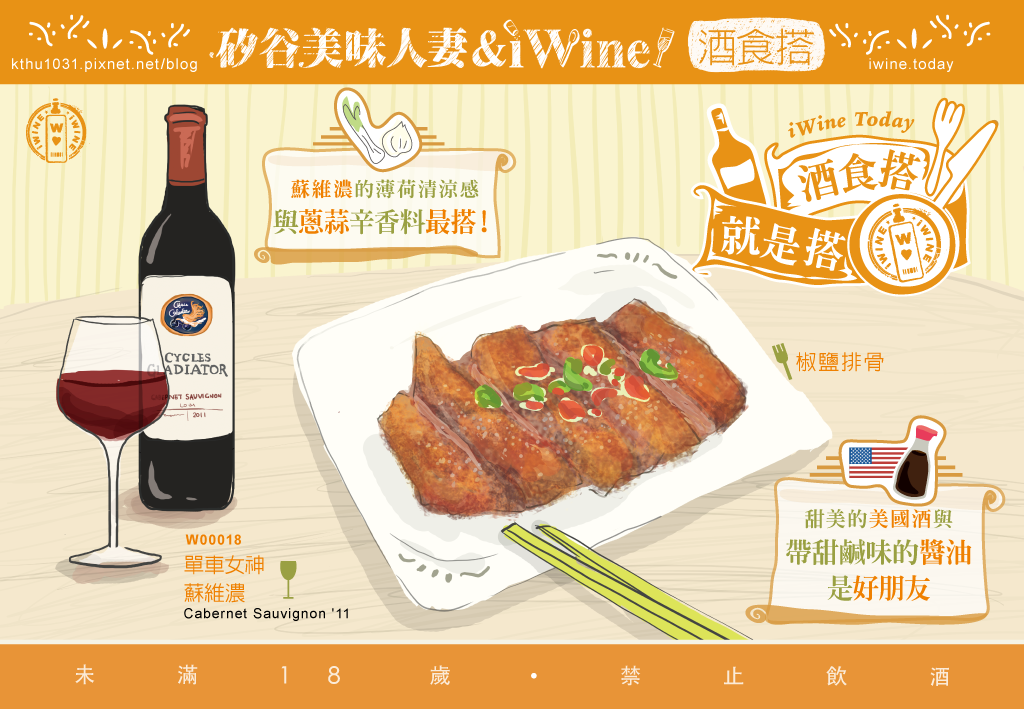 矽谷美味人妻&iWine
酒食搭
kthu1031.pixnet.net/blog
iwine.today
IWINE
W
IWINE
蘇維濃的薄荷清涼感
與蔥蒜辛香料最搭!
iWine Today
酒食搭
就是搭
IWINE
W
IWINE
CYCLES
GLADIATOR
CABERNET SAUVIGNON
2011
椒鹽排骨
甜美的美國酒與
帶甜鹹味的醬油
是好朋友
W00018
單車女神
蘇維濃
Cabernet Sauvignon '11
未滿18歲・禁止飲酒